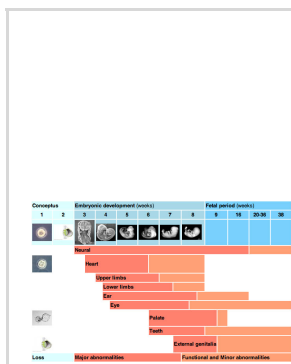 Conceptus Embryonic development (weeks) Fetal period (weeks)
1 2 3 4 5 6 7 8 9 16 20-36 38
Neural
Heart
Upper limbs
Lower limbs
Ear
Eye
Palate
Teeth
External genitalia
Loss Major abnormalities Functional and Minor abnormalities